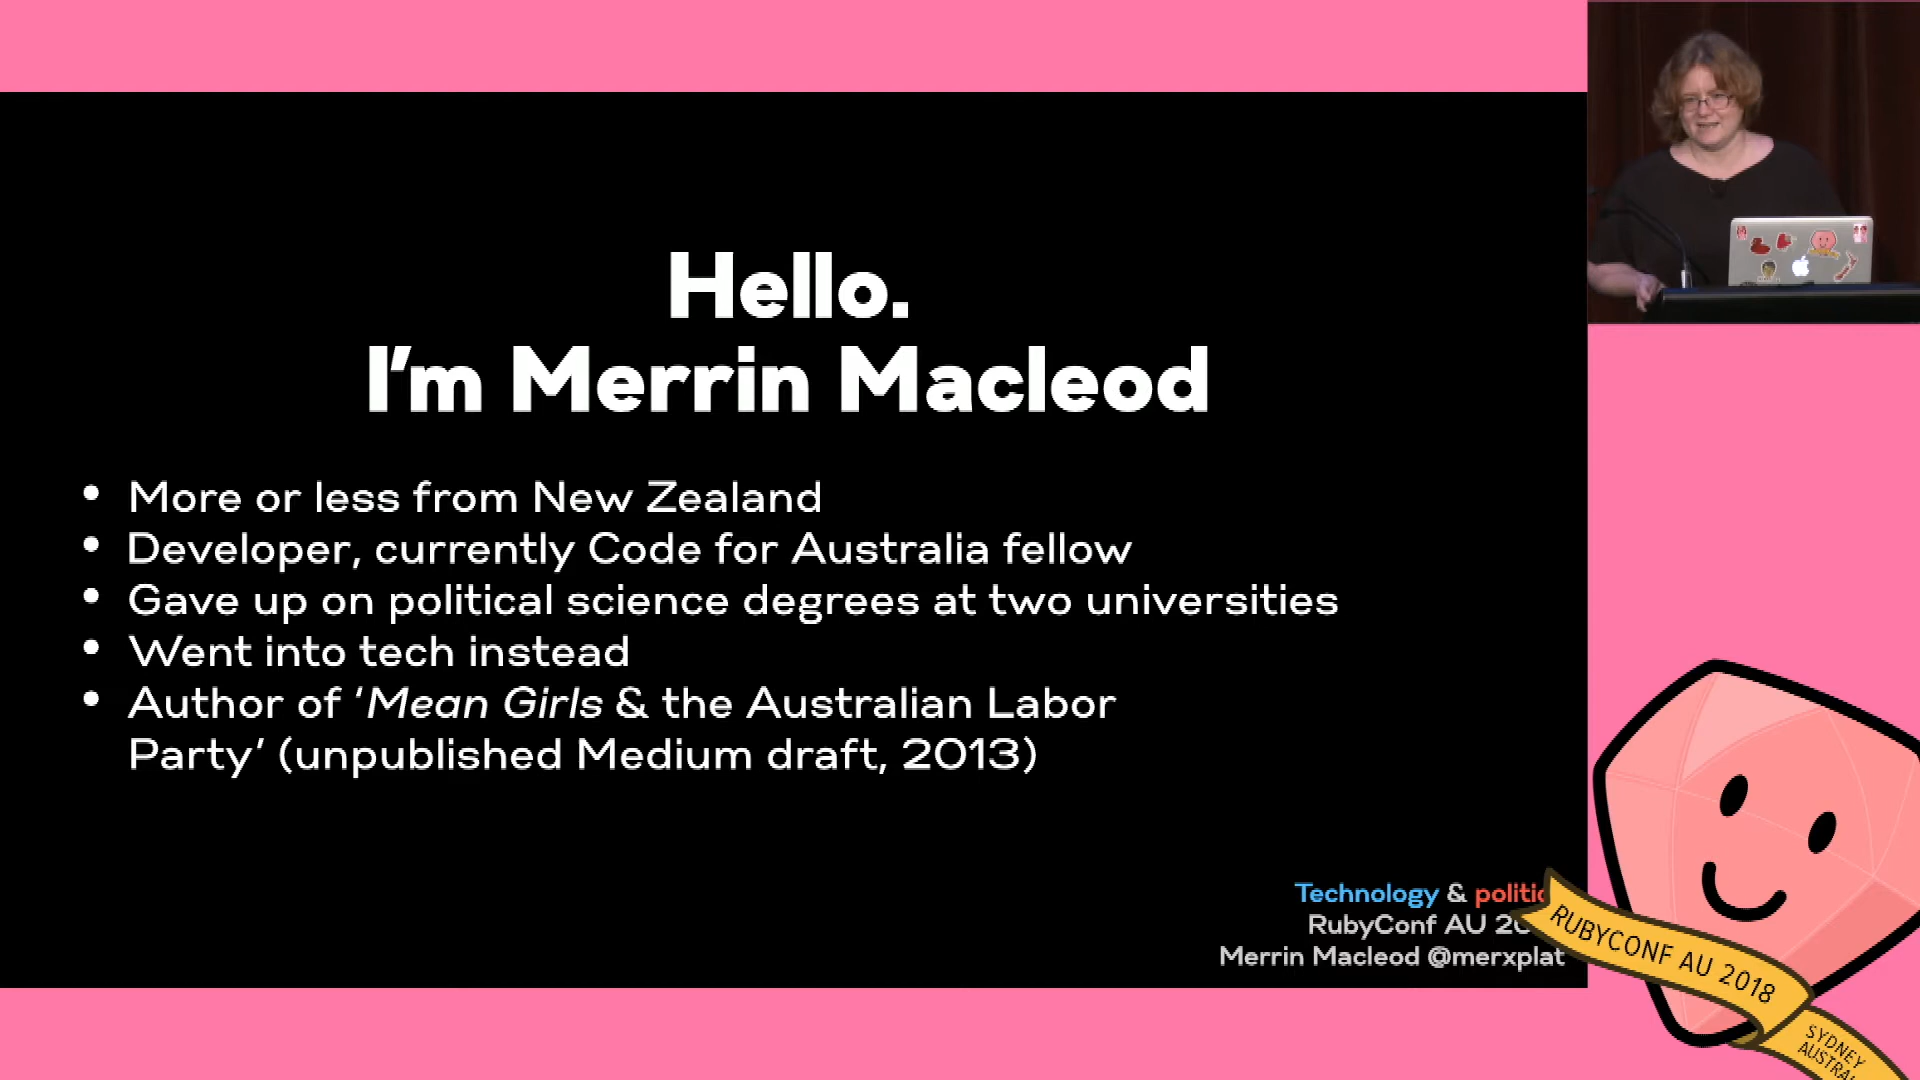 Hello.
I'm Merrin Macleod
• More or less from New Zealand
• Developer, currently Code for Australia fellow
• Gave up on political science degrees at two universities
• Went into tech instead
• Author of ‘Mean Girls & the Australian Labor
Party’ (unpublished Medium draft, 2013)
Technology &
RubyConf AU
Merrin Macleod @merxplat
RUBYCONF AU 2018
SYDNEY